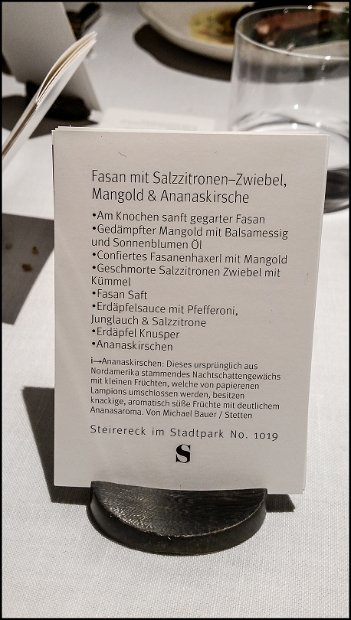 Fasan mit Salzzitronen–Zwiebel,
Mangold & Ananaskirsche
•Am Knochen sanft gegarter Fasan
•Gedämpfter Mangold mit Balsamessig
und Sonnenblumen Öl
•Confiertes Fasanenhaxerl mit Mangold
•Geschmorte Salzzitronen Zwiebel mit
Kümmel
•Fasan Saft
•Erdäpfelsauce mit Pfefferoni,
Junglauch & Salzzitrone
•Erdäpfel Knusper
•Ananaskirschen
i→Ananaskirschen: Dieses ursprünglich aus
Nordamerika stammendes Nachtschattengewächs
mit kleinen Früchten, welche von papierenen
Lampions umschlossen werden, besitzen
knackige, aromatisch süße Früchte mit deutlichem
Ananasaroma. Von Michael Bauer / Stetten
Steirereck im Stadtpark No. 1019
S